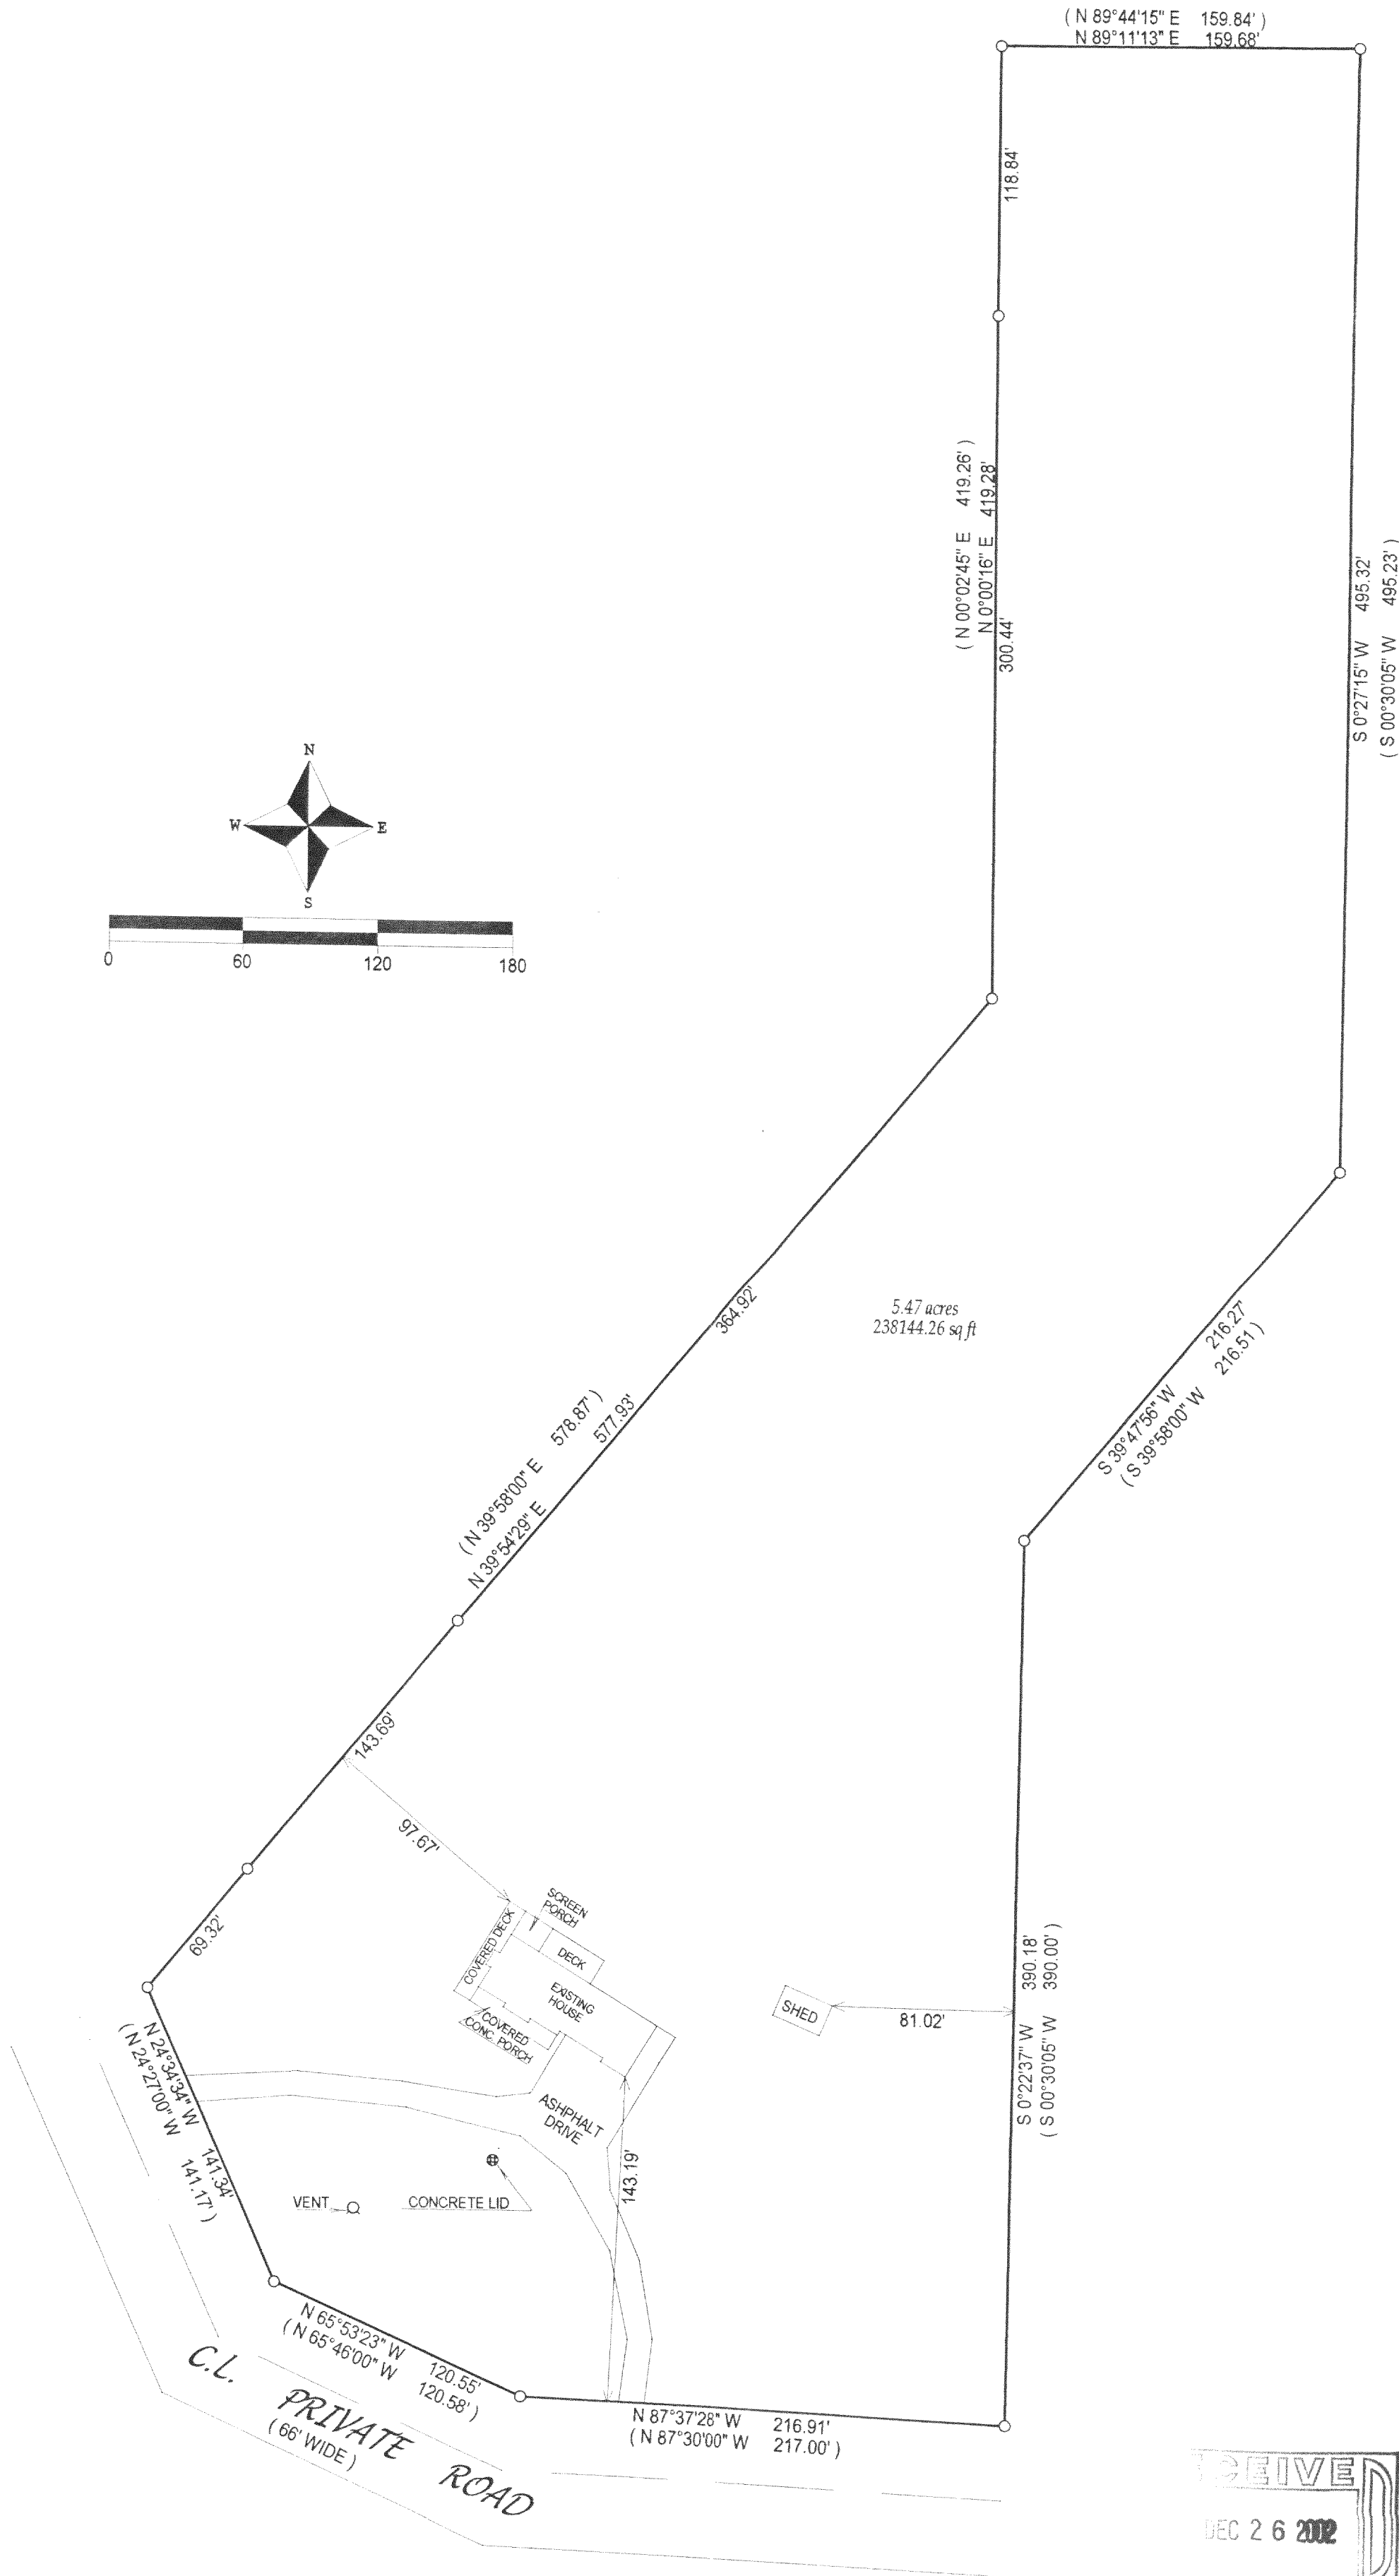 ( N 89°44'15" E 159.84' )
N 89°11'13" E 159.68'
118.84'
( N 00°02'45" E 419.26' )
N 0°00'16" E 419.28'
300.44'
S 0°27'15" W 495.32'
( S 00°30'05" W 495.23' )
N
W
E
S
0 60 120 180
364.92'
5.47 acres
238144.26 sq ft
216.27'
216.51 )
S 39°47'56" W
( S 39°58'00" W
( N 39°58'00" E 578.87' )
N 39°54'29" E 577.93'
143.69'
97.67'
69.32'
SCREEN
PORCH
COVERED DECK
DECK
EXISTING
HOUSE
COVERED
CONC. PORCH
SHED
81.02'
S 0°22'37" W 390.18'
( S 00°30'05" W 390.00' )
N 24°34'34" W 141.34'
( N 24°27'00" W 141.17' )
ASHPHALT
DRIVE
143.19'
VENT
CONCRETE LID
N 65°53'23" W 120.55'
( N 65°46'00" W 120.58' )
N 87°37'28" W 216.91'
( N 87°30'00" W 217.00' )
C.L. PRIVATE ROAD
( 66' WIDE )
CEIVED
DEC 26 2002